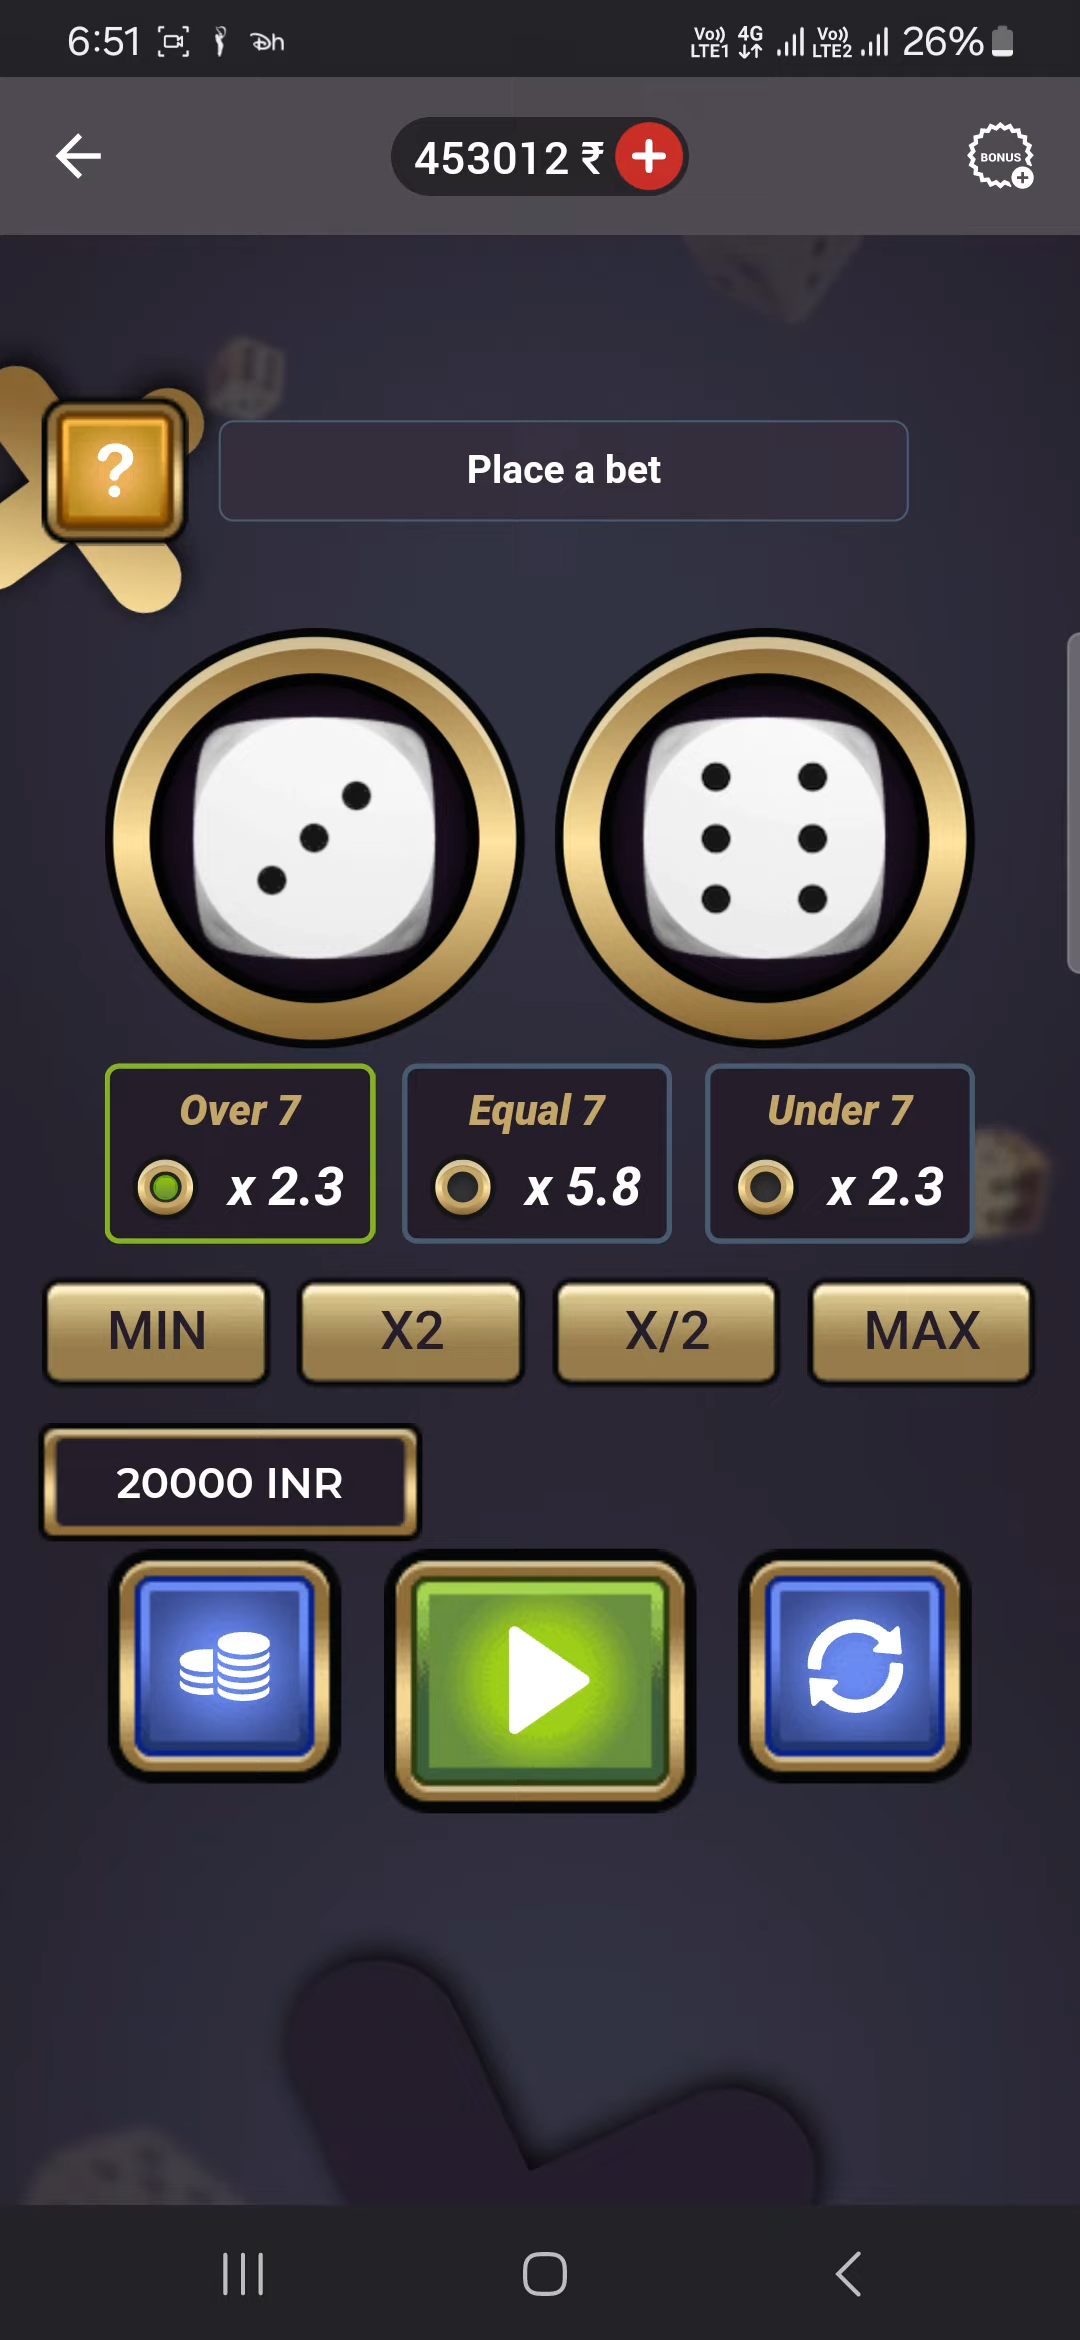 6:51 Dh Vo)) LTE1 4G Vo)) LTE2 26%
453012 ₹
BONUS
?
Place a bet
Over 7 Equal 7 Under 7
x 2.3 x 5.8 x 2.3
MIN X2 X/2 MAX
20000 INR